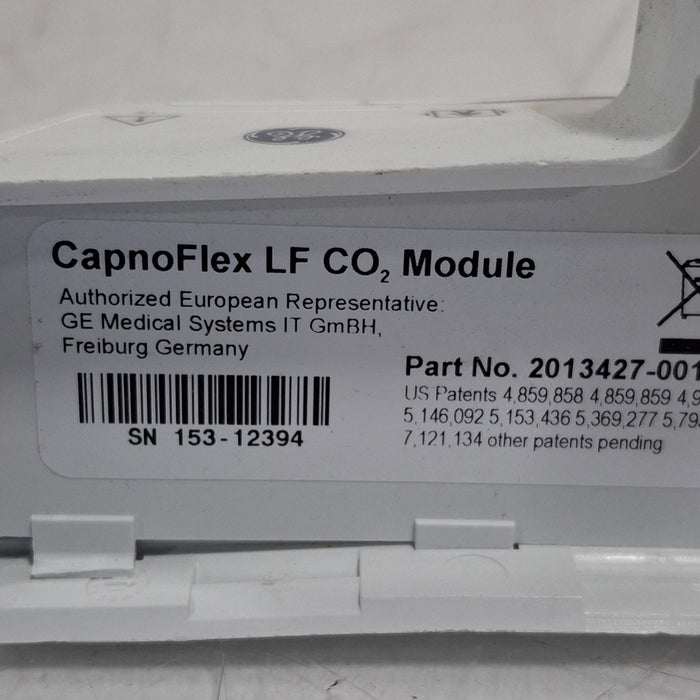 CapnoFlex LF CO₂ Module
Authorized European Representative:
GE Medical Systems IT GmBH,
Freiburg Germany
SN 153-12394
Part No. 2013427-001
US Patents 4,859,858 4,859,859
5,146,092 5,153,436 5,369,277
7,121,134 other patents pending